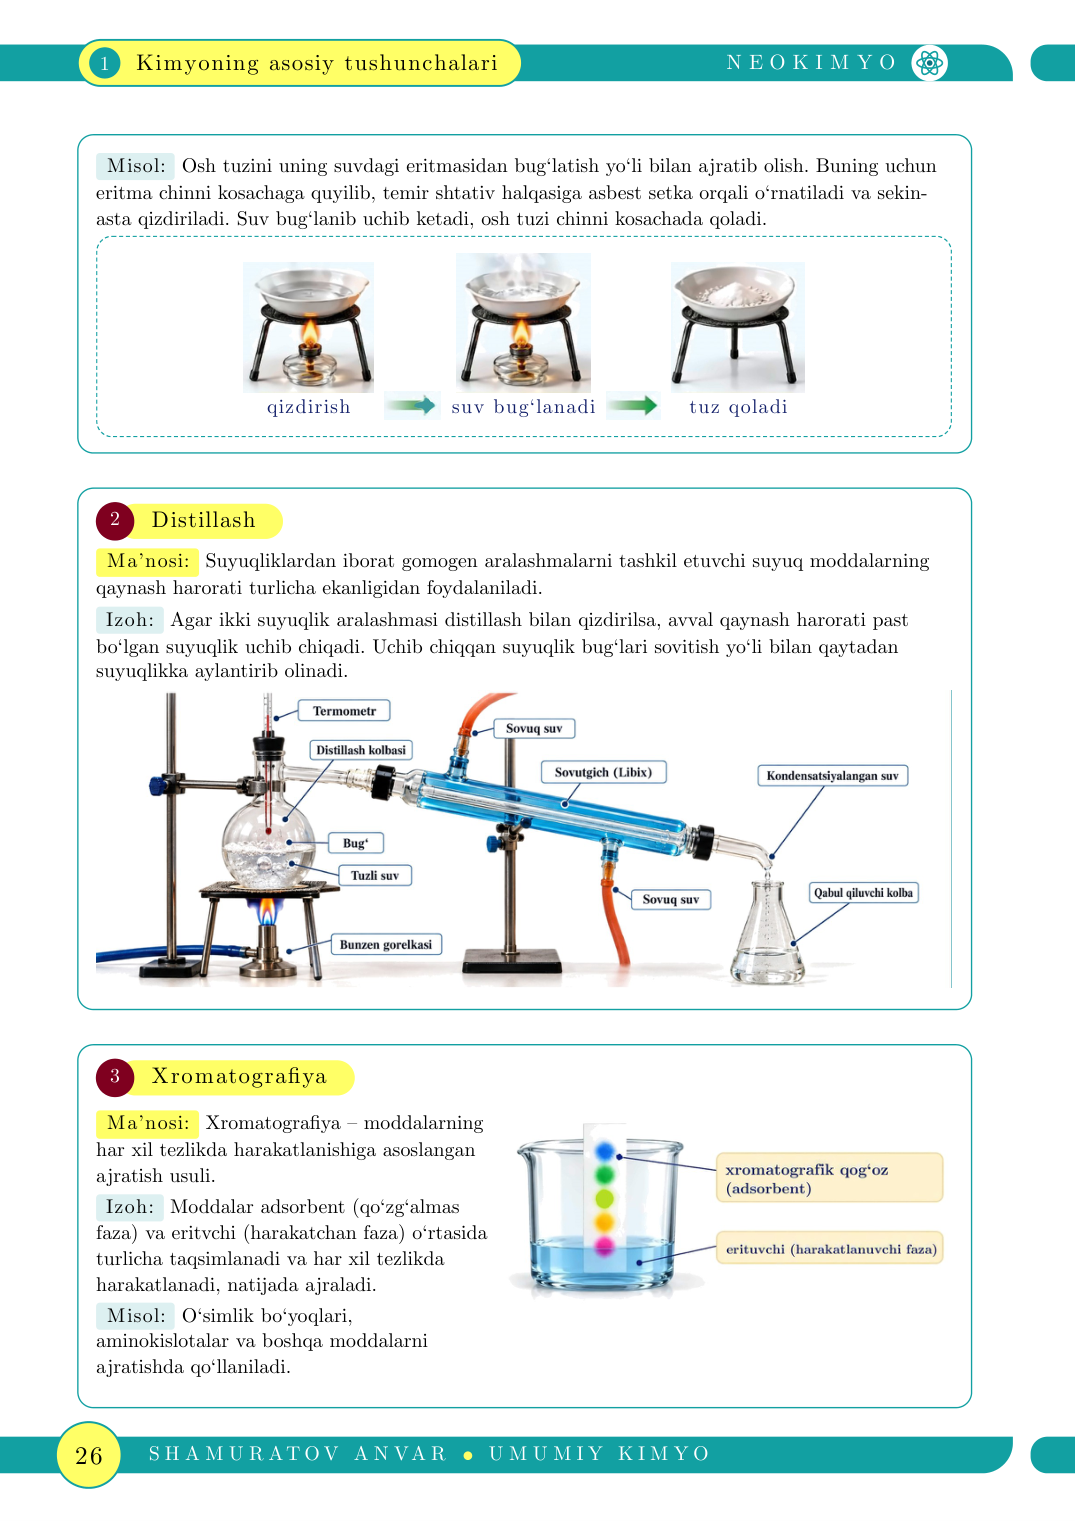 1 Kimyoning asosiy tushunchalari
NEOKIMYO
Misol: Osh tuzini uning suvdagi eritmasidan bug‘latish yo‘li bilan ajratib olish. Buning uchun
eritma chinni kosachaga quyilib, temir shtativ halqasiga asbest setka orqali o‘rnatiladi va sekin-
asta qizdiriladi. Suv bug‘lanib uchib ketadi, osh tuzi chinni kosachada qoladi.
qizdirish
suv bug‘lanadi
tuz qoladi
2 Distillash
Ma’nosi: Suyuqliklardan iborat gomogen aralashmalarni tashkil etuvchi suyuq moddalarning
qaynash harorati turlicha ekanligidan foydalaniladi.
Izoh: Agar ikki suyuqlik aralashmasi distillash bilan qizdirilsa, avval qaynash harorati past
bo‘lgan suyuqlik uchib chiqadi. Uchib chiqqan suyuqlik bug‘lari sovitish yo‘li bilan qaytadan
suyuqlikka aylantirib olinadi.
Termometr
Sovuq suv
Distillash kolbasi
Sovutgich (Libix)
Kondensatsiyalangan suv
Bug‘
Tuzli suv
Qabul qiluvchi kolba
Sovuq suv
Bunzen gorelkasi
3 Xromatografiya
Ma’nosi: Xromatografiya – moddalarning
har xil tezlikda harakatlanishiga asoslangan
ajratish usuli.
Izoh: Moddalar adsorbent (qo‘zg‘almas
faza) va eritvchi (harakatchan faza) o‘rtasida
turlicha taqsimlanadi va har xil tezlikda
harakatlanadi, natijada ajraladi.
Misol: O‘simlik bo‘yoqlari,
aminokislotalar va boshqa moddalarni
ajratishda qo‘llaniladi.
xromatografik qog‘oz
(adsorbent)
erituvchi (harakatlanuvchi faza)
26 SHAMURATOV ANVAR • UMUMIY KIMYO